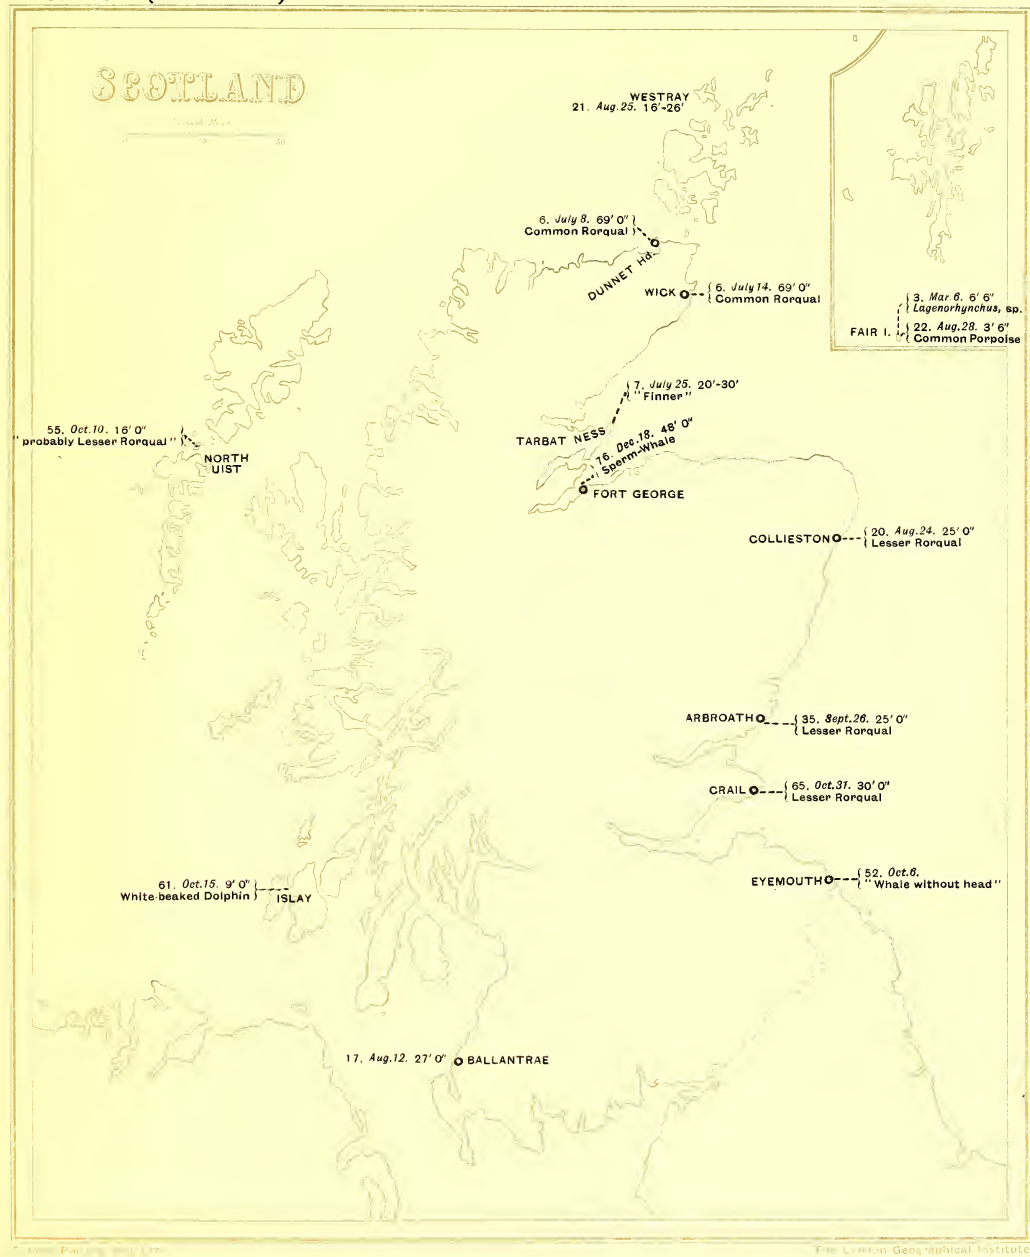 SCOTLAND
50
WESTRAY
21. Aug. 25. 16'-26'
6. July 8. 69' 0"
Common Rorqual
DUNNET Hd.
WICK
6. July 14. 69' 0"
Common Rorqual
3. Mar. 6. 6' 6"
Lagenorhynchus, sp.
FAIR I.
22. Aug. 28. 3' 6"
Common Porpoise
7. July 25. 20'-30'
"Finner"
TARBAT NESS
76. Dec. 18. 48' 0"
Sperm-Whale
FORT GEORGE
55. Oct. 10. 16' 0"
"probably Lesser Rorqual"
NORTH
UIST
COLLIESTON
20. Aug. 24. 25' 0"
Lesser Rorqual
ARBROATH
35. Sept. 26. 25' 0"
Lesser Rorqual
CRAIL
65. Oct. 31. 30' 0"
Lesser Rorqual
EYEMOUTH
52. Oct. 6.
"Whale without head"
61. Oct. 15. 9' 0"
White-beaked Dolphin
ISLAY
17. Aug. 12. 27' 0"
BALLANTRAE
The London Geographical Institute